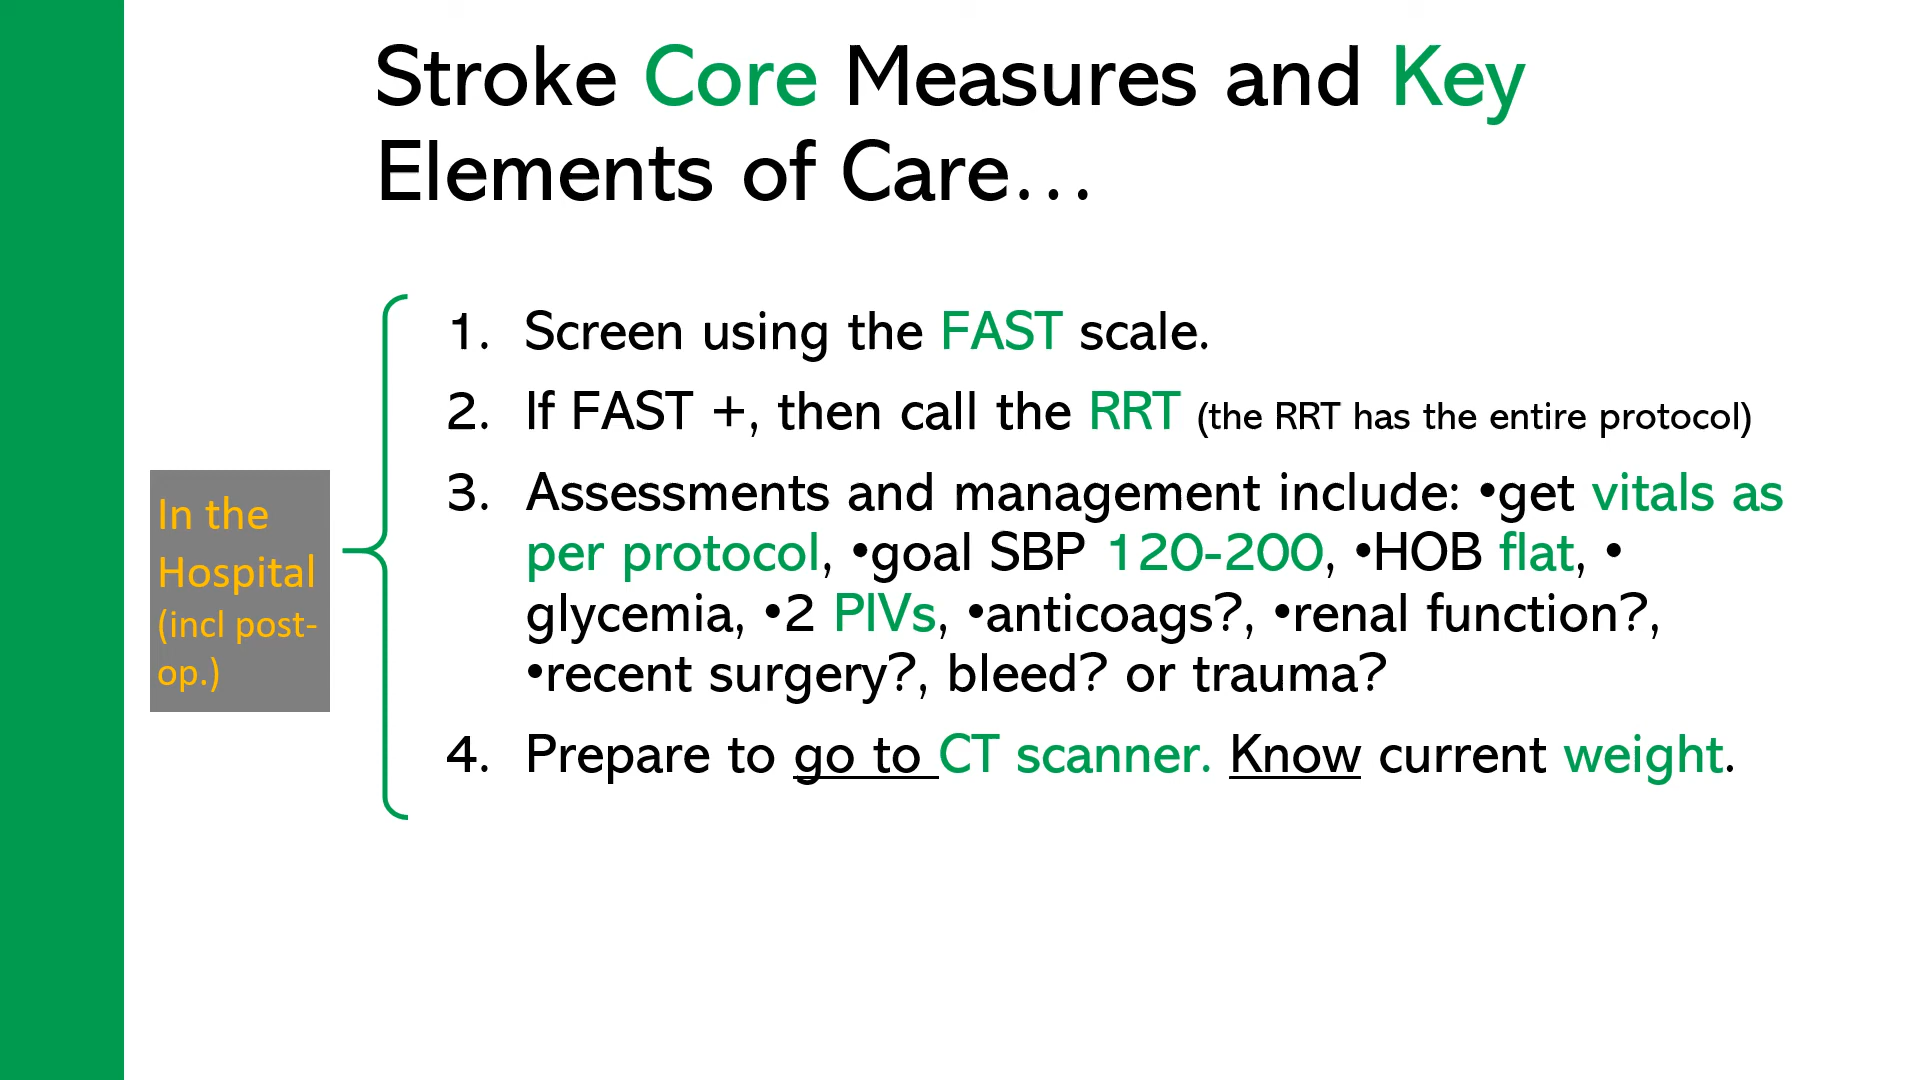 Stroke Core Measures and Key
Elements of Care…
In the
Hospital
(incl post-
op.)
1. Screen using the FAST scale.
2. If FAST +, then call the RRT (the RRT has the entire protocol)
3. Assessments and management include: •get vitals as
per protocol, •goal SBP 120-200, •HOB flat, •
glycemia, •2 PIVs, •anticoags?, •renal function?,
•recent surgery?, bleed? or trauma?
4. Prepare to go to CT scanner. Know current weight.